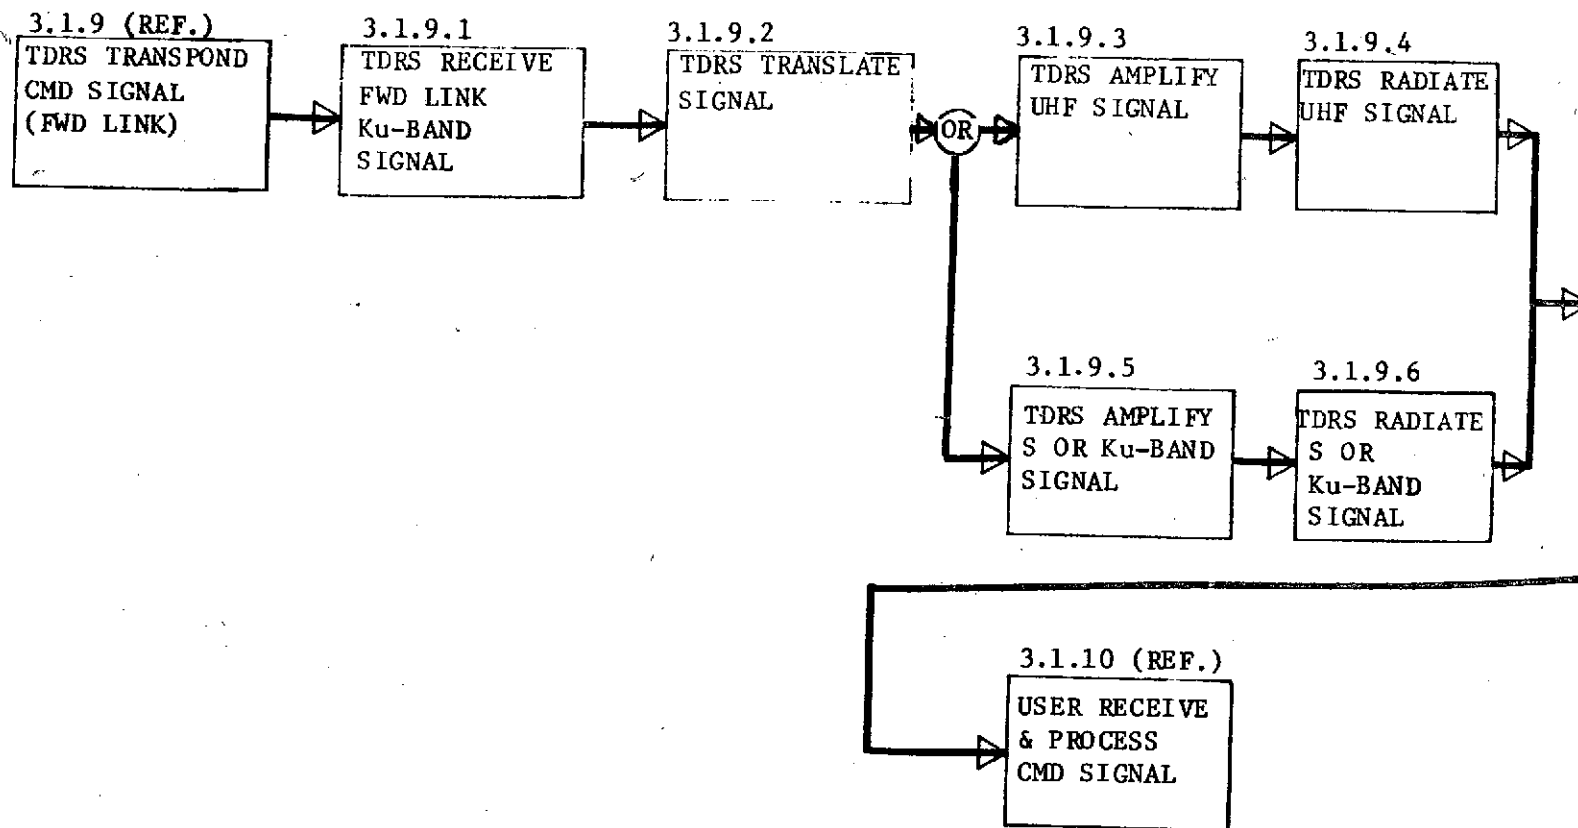 3.1.9 (REF.)
TDRS TRANSPOND
CMD SIGNAL
(FWD LINK)
3.1.9.1
TDRS RECEIVE
FWD LINK
Ku-BAND
SIGNAL
3.1.9.2
TDRS TRANSLATE
SIGNAL
OR
3.1.9.3
TDRS AMPLIFY
UHF SIGNAL
3.1.9.4
TDRS RADIATE
UHF SIGNAL
3.1.9.5
TDRS AMPLIFY
S OR Ku-BAND
SIGNAL
3.1.9.6
TDRS RADIATE
S OR
Ku-BAND
SIGNAL
3.1.10 (REF.)
USER RECEIVE
& PROCESS
CMD SIGNAL